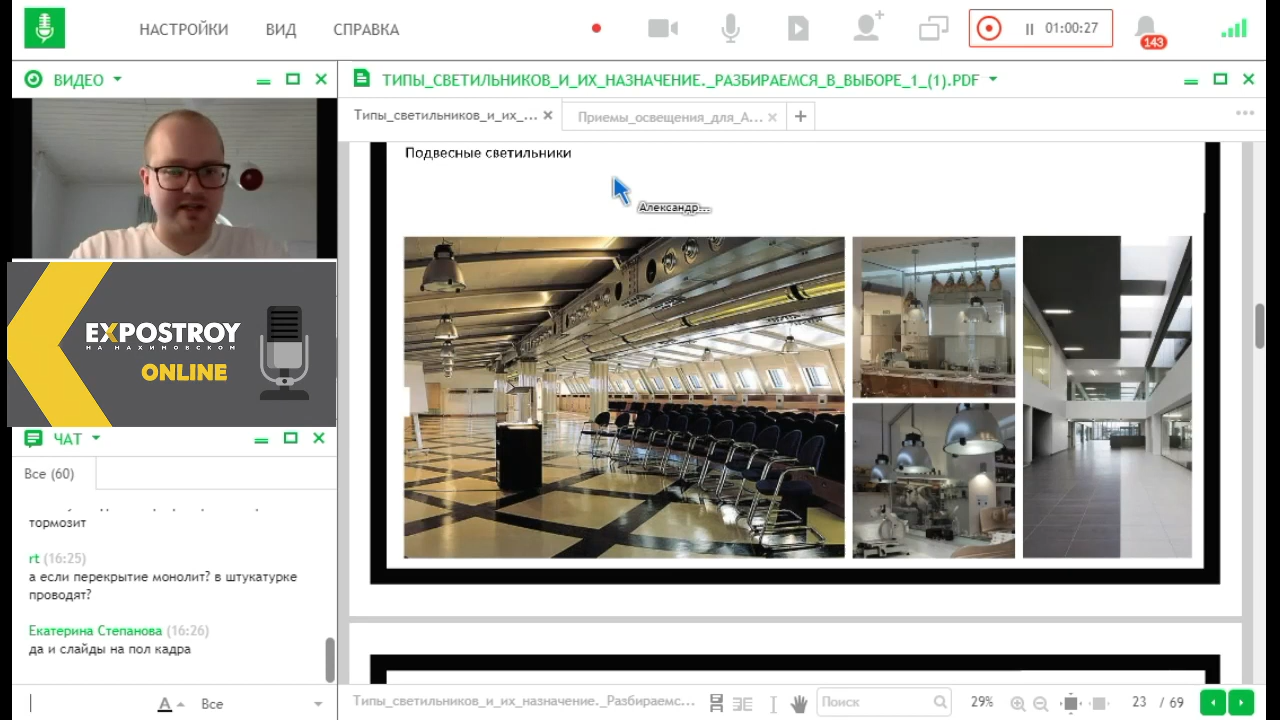 НАСТРОЙКИ ВИД СПРАВКА
01:00:27
143
ВИДЕО
ТИПЫ_СВЕТИЛЬНИКОВ_И_ИХ_НАЗНАЧЕНИЕ._РАЗБИРАЕМСЯ_В_ВЫБОРЕ_1_(1).PDF
Типы_светильников_и_их_...
Приемы_освещения_для_А...
Подвесные светильники
Александр...
EXPOSTROY
НА НАХИМОВСКОМ
ONLINE
ЧАТ
Все (60)
тормозит
rt (16:25)
а если перекрытие монолит? в штукатурке
проводят?
Екатерина Степанова (16:26)
да и слайды на пол кадра
A Все
Типы_светильников_и_их_назначение._Разбираемс...
Поиск
29%
23 / 69